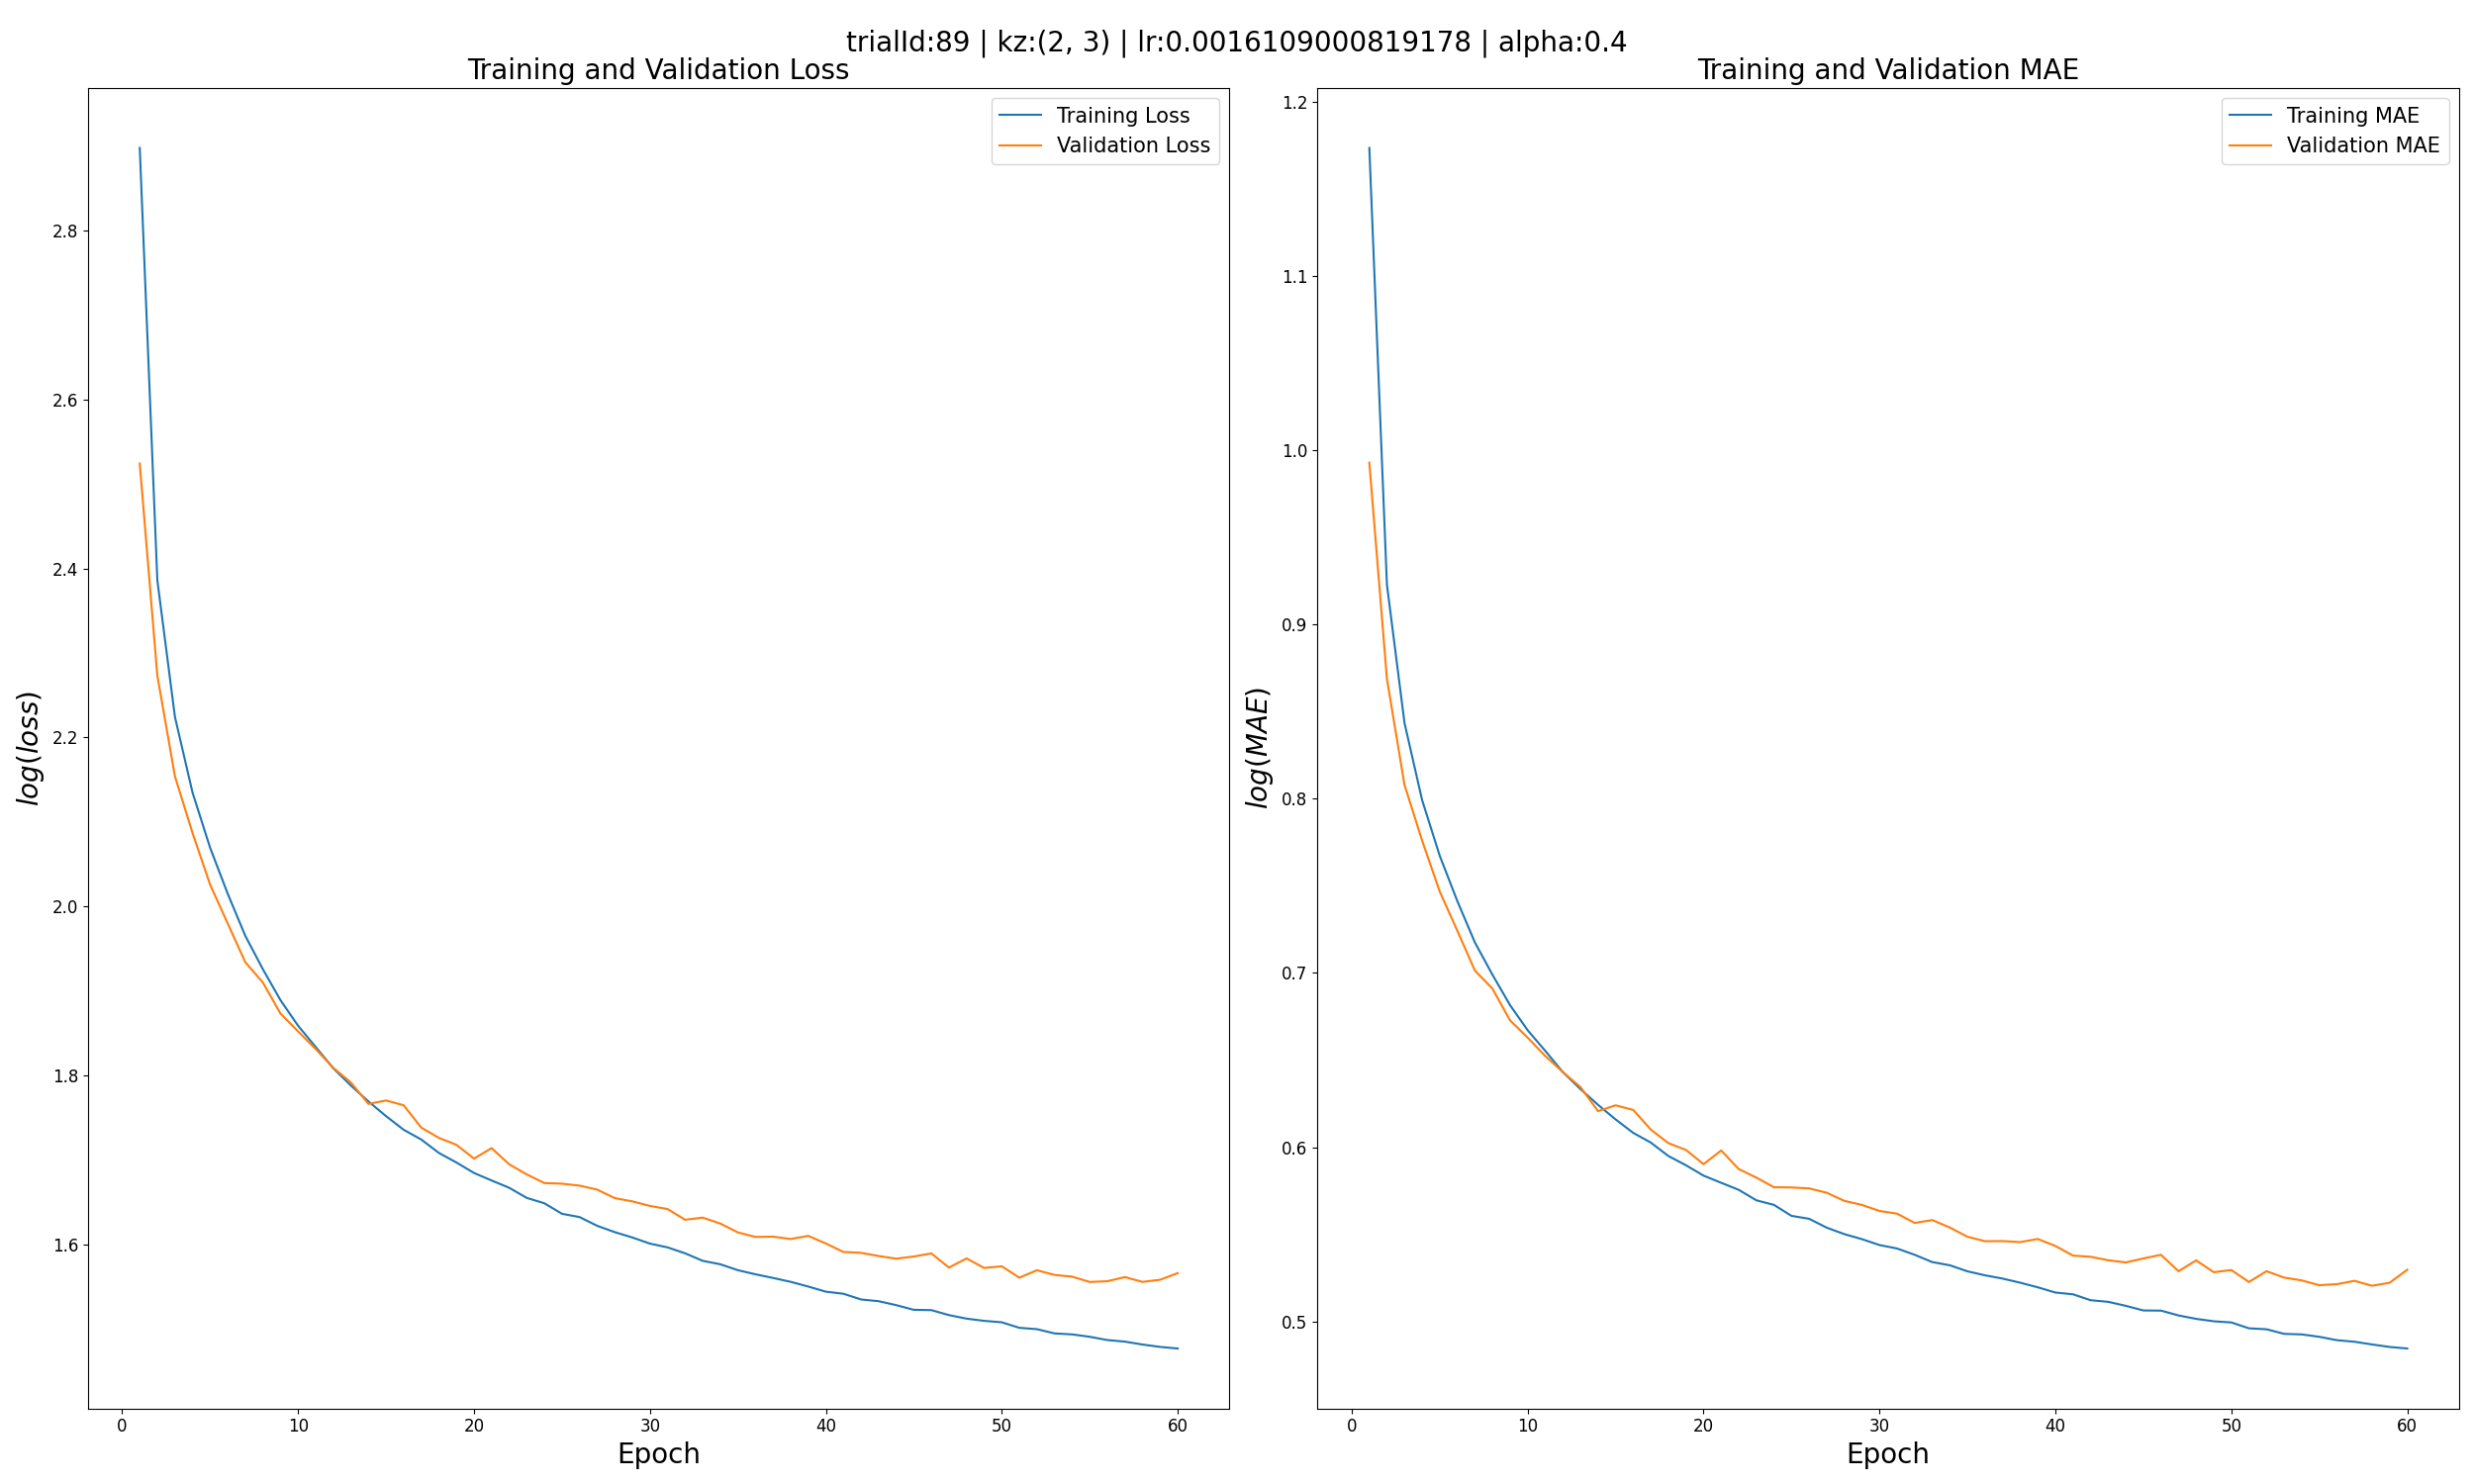 trialId:89 | kz:(2, 3) | lr:0.0016109000819178 | alpha:0.4
Training and Validation Loss
Training Loss
Validation Loss
2.8
2.6
2.4
2.2
2.0
1.8
1.6
log(loss)
0 10 20 30 40 50 60
Epoch
Training and Validation MAE
Training MAE
Validation MAE
1.2
1.1
1.0
0.9
0.8
0.7
0.6
0.5
log(MAE)
0 10 20 30 40 50 60
Epoch